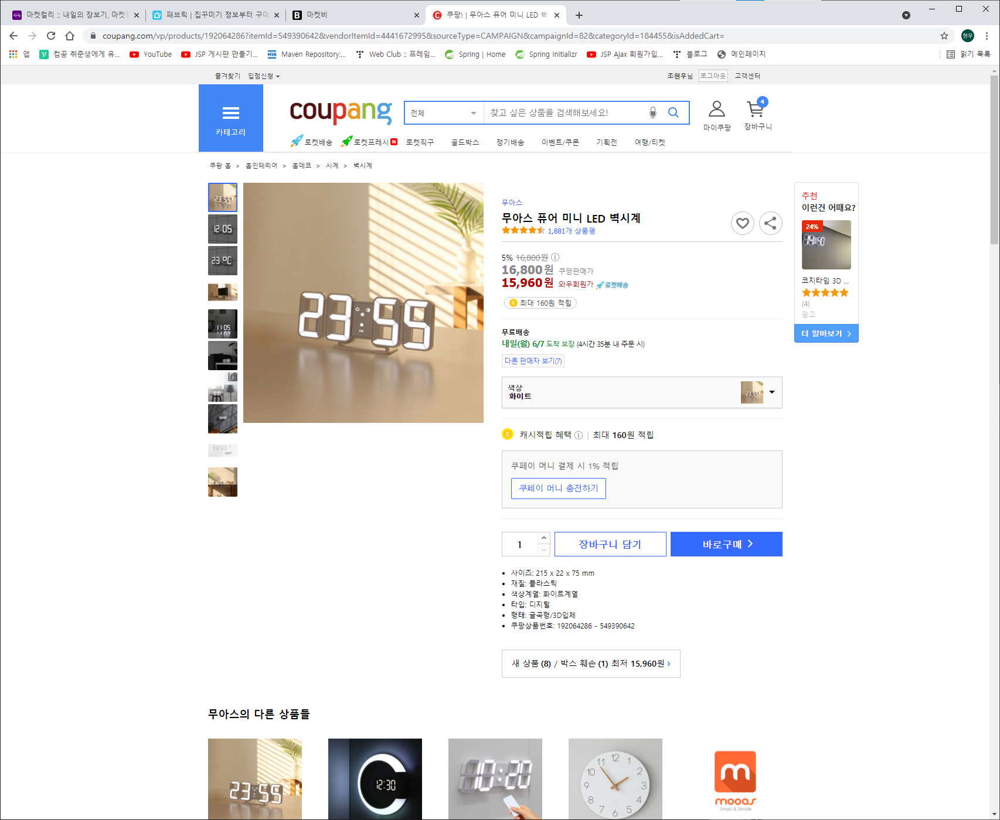 마켓컬리 :: 내일의 장보기, 마켓
패브릭 | 집꾸미기 정보부터 구매
마켓비
쿠팡! | 무아스 퓨어 미니 LED 벽
coupang.com/vp/products/192064286?itemId=549390642&vendorItemId=4441672995&sourceType=CAMPAIGN&campaignId=82&categoryId=184455&isAddedCart=
현우
앱
컴공 취준생에게 유...
YouTube
JSP 게시판 만들기...
Maven Repository:...
Web Club :: 프레임...
Spring | Home
Spring Initializr
JSP Ajax 회원가입...
블로그
메인페이지
읽기 목록
즐겨찾기 입점신청
조현우님 로그아웃 고객센터
카테고리
coupang
전체
찾고 싶은 상품을 검색해보세요!
마이쿠팡
4
장바구니
로켓배송 로켓프레시 N 로켓직구 골드박스 정기배송 이벤트/쿠폰 기획전 여행/티켓
쿠팡 홈 > 홈인테리어 > 홈데코 > 시계 > 벽시계
23:55
12:05
23 ℃
11:05
23:55
PM
무아스
무아스 퓨어 미니 LED 벽시계
1,881개 상품평
5% 16,800원
16,800원 쿠팡판매가
15,960원 와우회원가 로켓배송
최대 160원 적립
무료배송
내일(월) 6/7 도착 보장 (4시간 35분 내 주문 시)
다른 판매자 보기(7)
색상
화이트
캐시적립 혜택 | 최대 160원 적립
쿠페이 머니 결제 시 1% 적립
쿠페이 머니 충전하기
1
장바구니 담기
바로구매
사이즈: 215 x 22 x 75 mm
재질: 플라스틱
색상계열: 화이트계열
타입: 디지털
형태: 굴곡형/3D입체
쿠팡상품번호: 192064286 - 549390642
새 상품 (8) / 박스 훼손 (1) 최저 15,960원
추천
이런건 어때요?
24%
코지타임 3D ...
(4)
광고
더 알아보기
무아스의 다른 상품들
23:55
12:30
12 1 2 3 4 5 6 7 8 9 10 11
mooas
Smart & Simple